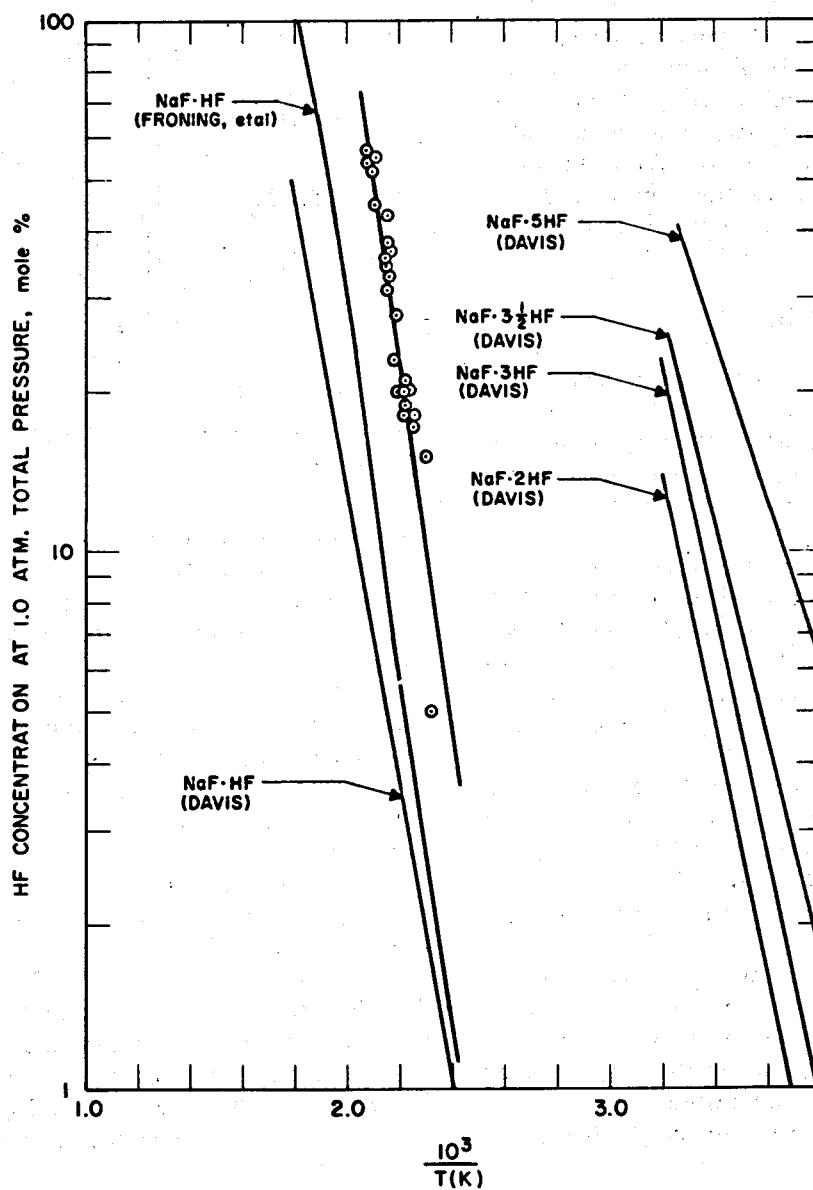 100
NaF·HF
(FRONING, etal)
NaF·5HF
(DAVIS)
NaF·3½HF
(DAVIS)
NaF·3HF
(DAVIS)
NaF·2HF
(DAVIS)
10
NaF·HF
(DAVIS)
1
1.0 2.0 3.0
10³
T(K)
HF CONCENTRAT ON AT 1.0 ATM. TOTAL PRESSURE, mole %